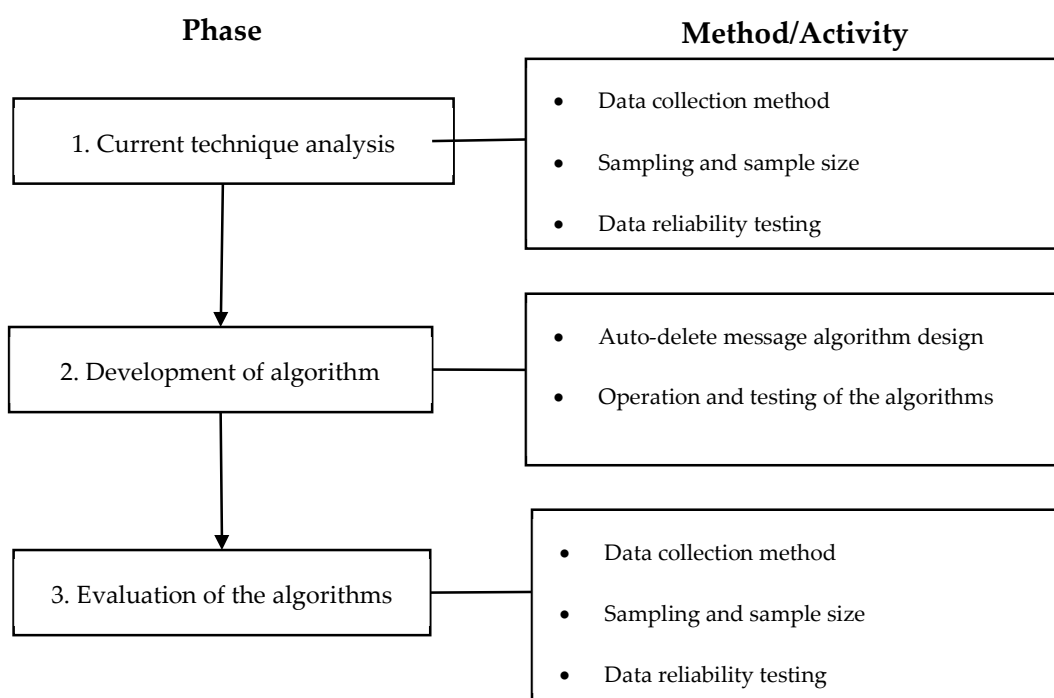 Phase
Method/Activity
1. Current technique analysis
• Data collection method
• Sampling and sample size
• Data reliability testing
2. Development of algorithm
• Auto-delete message algorithm design
• Operation and testing of the algorithms
3. Evaluation of the algorithms
• Data collection method
• Sampling and sample size
• Data reliability testing